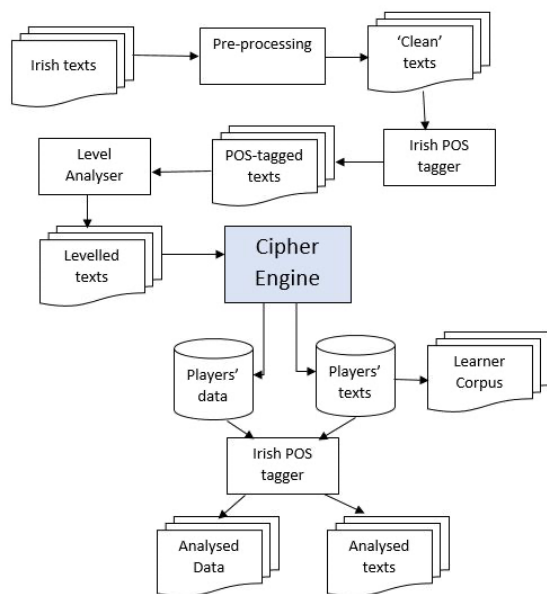 Irish texts
Pre-processing
‘Clean’
texts
Irish POS
tagger
POS-tagged
texts
Level
Analyser
Levelled
texts
Cipher
Engine
Players’
data
Players’
texts
Learner
Corpus
Irish POS
tagger
Analysed
Data
Analysed
texts